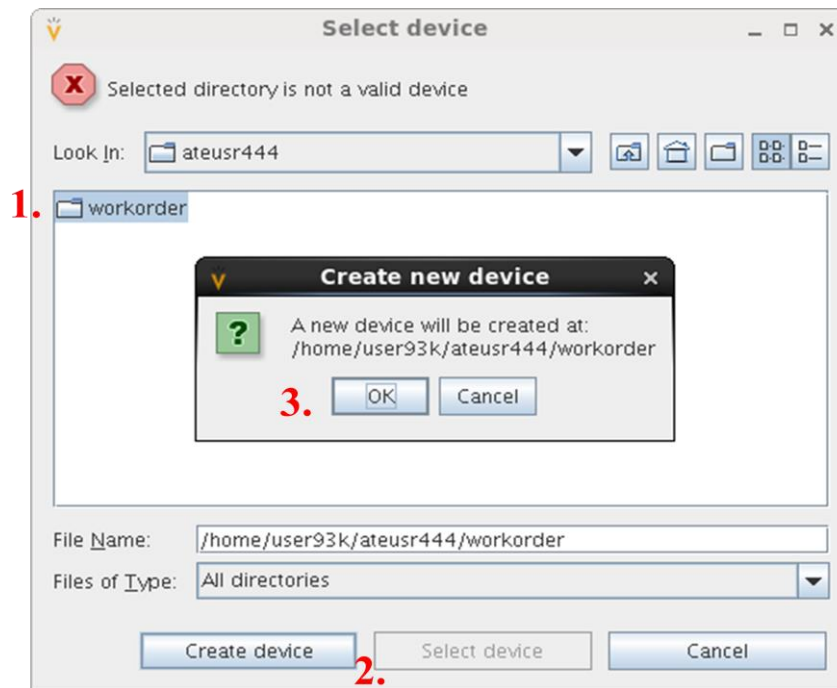 Select device
Selected directory is not a valid device
Look In: ateusr444
1. workorder
Create new device
A new device will be created at:
/home/user93k/ateusr444/workorder
3. OK Cancel
File Name: /home/user93k/ateusr444/workorder
Files of Type: All directories
Create device 2. Select device Cancel